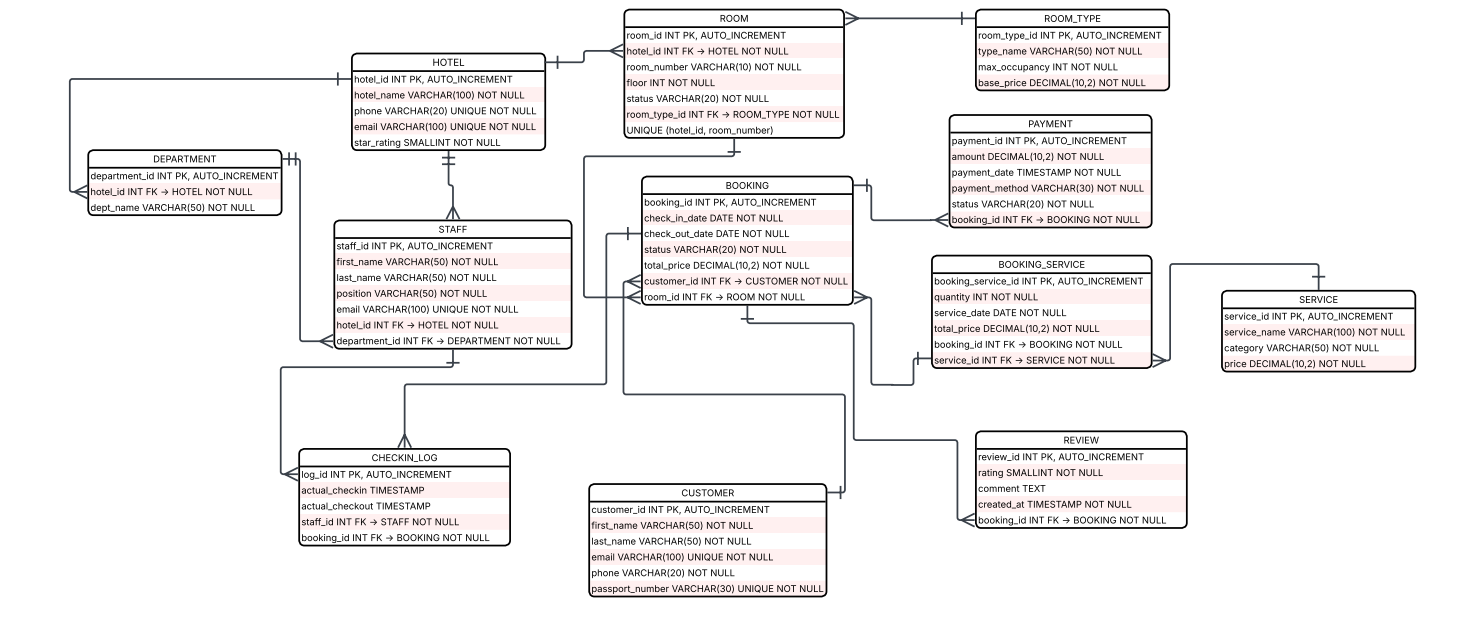 ROOM
room_id INT PK, AUTO_INCREMENT
hotel_id INT FK → HOTEL NOT NULL
room_number VARCHAR(10) NOT NULL
floor INT NOT NULL
status VARCHAR(20) NOT NULL
room_type_id INT FK → ROOM_TYPE NOT NULL
UNIQUE (hotel_id, room_number)
ROOM_TYPE
room_type_id INT PK, AUTO_INCREMENT
type_name VARCHAR(50) NOT NULL
max_occupancy INT NOT NULL
base_price DECIMAL(10,2) NOT NULL
HOTEL
hotel_id INT PK, AUTO_INCREMENT
hotel_name VARCHAR(100) NOT NULL
phone VARCHAR(20) UNIQUE NOT NULL
email VARCHAR(100) UNIQUE NOT NULL
star_rating SMALLINT NOT NULL
PAYMENT
payment_id INT PK, AUTO_INCREMENT
amount DECIMAL(10,2) NOT NULL
payment_date TIMESTAMP NOT NULL
payment_method VARCHAR(30) NOT NULL
status VARCHAR(20) NOT NULL
booking_id INT FK → BOOKING NOT NULL
DEPARTMENT
department_id INT PK, AUTO_INCREMENT
hotel_id INT FK → HOTEL NOT NULL
dept_name VARCHAR(50) NOT NULL
BOOKING
booking_id INT PK, AUTO_INCREMENT
check_in_date DATE NOT NULL
check_out_date DATE NOT NULL
status VARCHAR(20) NOT NULL
total_price DECIMAL(10,2) NOT NULL
customer_id INT FK → CUSTOMER NOT NULL
room_id INT FK → ROOM NOT NULL
STAFF
staff_id INT PK, AUTO_INCREMENT
first_name VARCHAR(50) NOT NULL
last_name VARCHAR(50) NOT NULL
position VARCHAR(50) NOT NULL
email VARCHAR(100) UNIQUE NOT NULL
hotel_id INT FK → HOTEL NOT NULL
department_id INT FK → DEPARTMENT NOT NULL
BOOKING_SERVICE
booking_service_id INT PK, AUTO_INCREMENT
quantity INT NOT NULL
service_date DATE NOT NULL
total_price DECIMAL(10,2) NOT NULL
booking_id INT FK → BOOKING NOT NULL
service_id INT FK → SERVICE NOT NULL
SERVICE
service_id INT PK, AUTO_INCREMENT
service_name VARCHAR(100) NOT NULL
category VARCHAR(50) NOT NULL
price DECIMAL(10,2) NOT NULL
CHECKIN_LOG
log_id INT PK, AUTO_INCREMENT
actual_checkin TIMESTAMP
actual_checkout TIMESTAMP
staff_id INT FK → STAFF NOT NULL
booking_id INT FK → BOOKING NOT NULL
REVIEW
review_id INT PK, AUTO_INCREMENT
rating SMALLINT NOT NULL
comment TEXT
created_at TIMESTAMP NOT NULL
booking_id INT FK → BOOKING NOT NULL
CUSTOMER
customer_id INT PK, AUTO_INCREMENT
first_name VARCHAR(50) NOT NULL
last_name VARCHAR(50) NOT NULL
email VARCHAR(100) UNIQUE NOT NULL
phone VARCHAR(20) NOT NULL
passport_number VARCHAR(30) UNIQUE NOT NULL